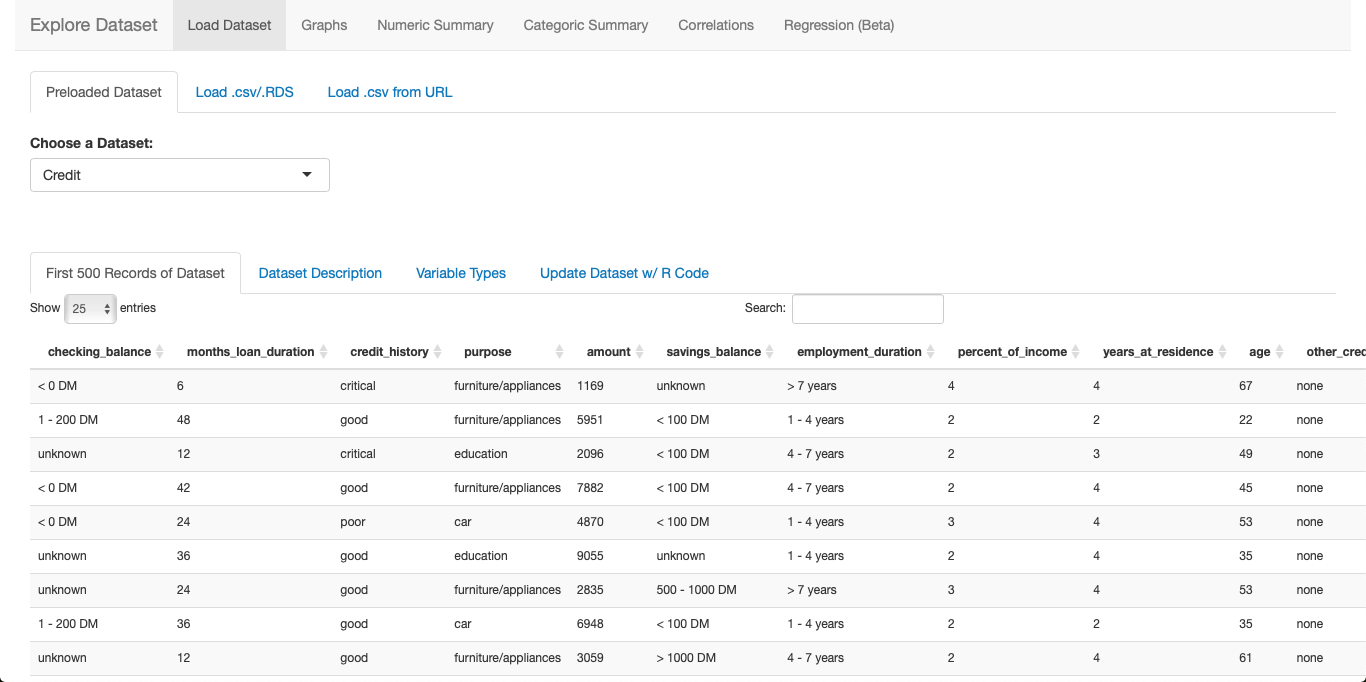 Explore Dataset Load Dataset Graphs Numeric Summary Categoric Summary Correlations Regression (Beta)
Preloaded Dataset Load .csv/.RDS Load .csv from URL
Choose a Dataset:
Credit
First 500 Records of Dataset Dataset Description Variable Types Update Dataset w/ R Code
Show 25 entries Search:
checking_balance months_loan_duration credit_history purpose amount savings_balance employment_duration percent_of_income years_at_residence age other_cred
< 0 DM 6 critical furniture/appliances 1169 unknown > 7 years 4 4 67 none
1 - 200 DM 48 good furniture/appliances 5951 < 100 DM 1 - 4 years 2 2 22 none
unknown 12 critical education 2096 < 100 DM 4 - 7 years 2 3 49 none
< 0 DM 42 good furniture/appliances 7882 < 100 DM 4 - 7 years 2 4 45 none
< 0 DM 24 poor car 4870 < 100 DM 1 - 4 years 3 4 53 none
unknown 36 good education 9055 unknown 1 - 4 years 2 4 35 none
unknown 24 good furniture/appliances 2835 500 - 1000 DM > 7 years 3 4 53 none
1 - 200 DM 36 good car 6948 < 100 DM 1 - 4 years 2 2 35 none
unknown 12 good furniture/appliances 3059 > 1000 DM 4 - 7 years 2 4 61 none